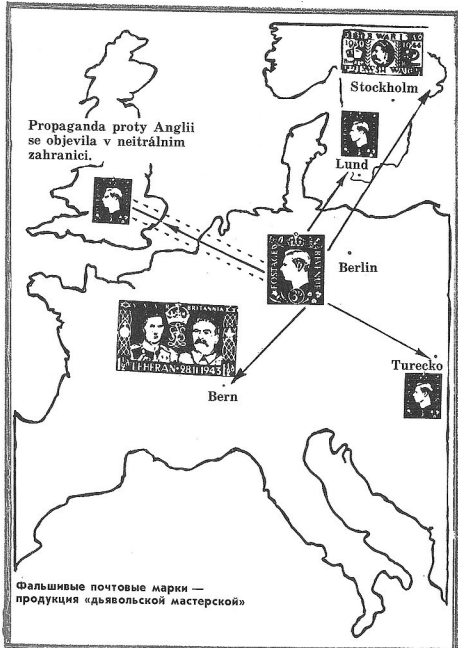 Stockholm
Propaganda proty Anglii
se objevila v neitrálnim
zahranici.
Lund
POSTAGE
REVENUE
Berlin
BRITANNIA
TEHERAN·28.11.1943
Turecko
Bern
Фальшивые почтовые марки —
продукция «дьявольской мастерской»